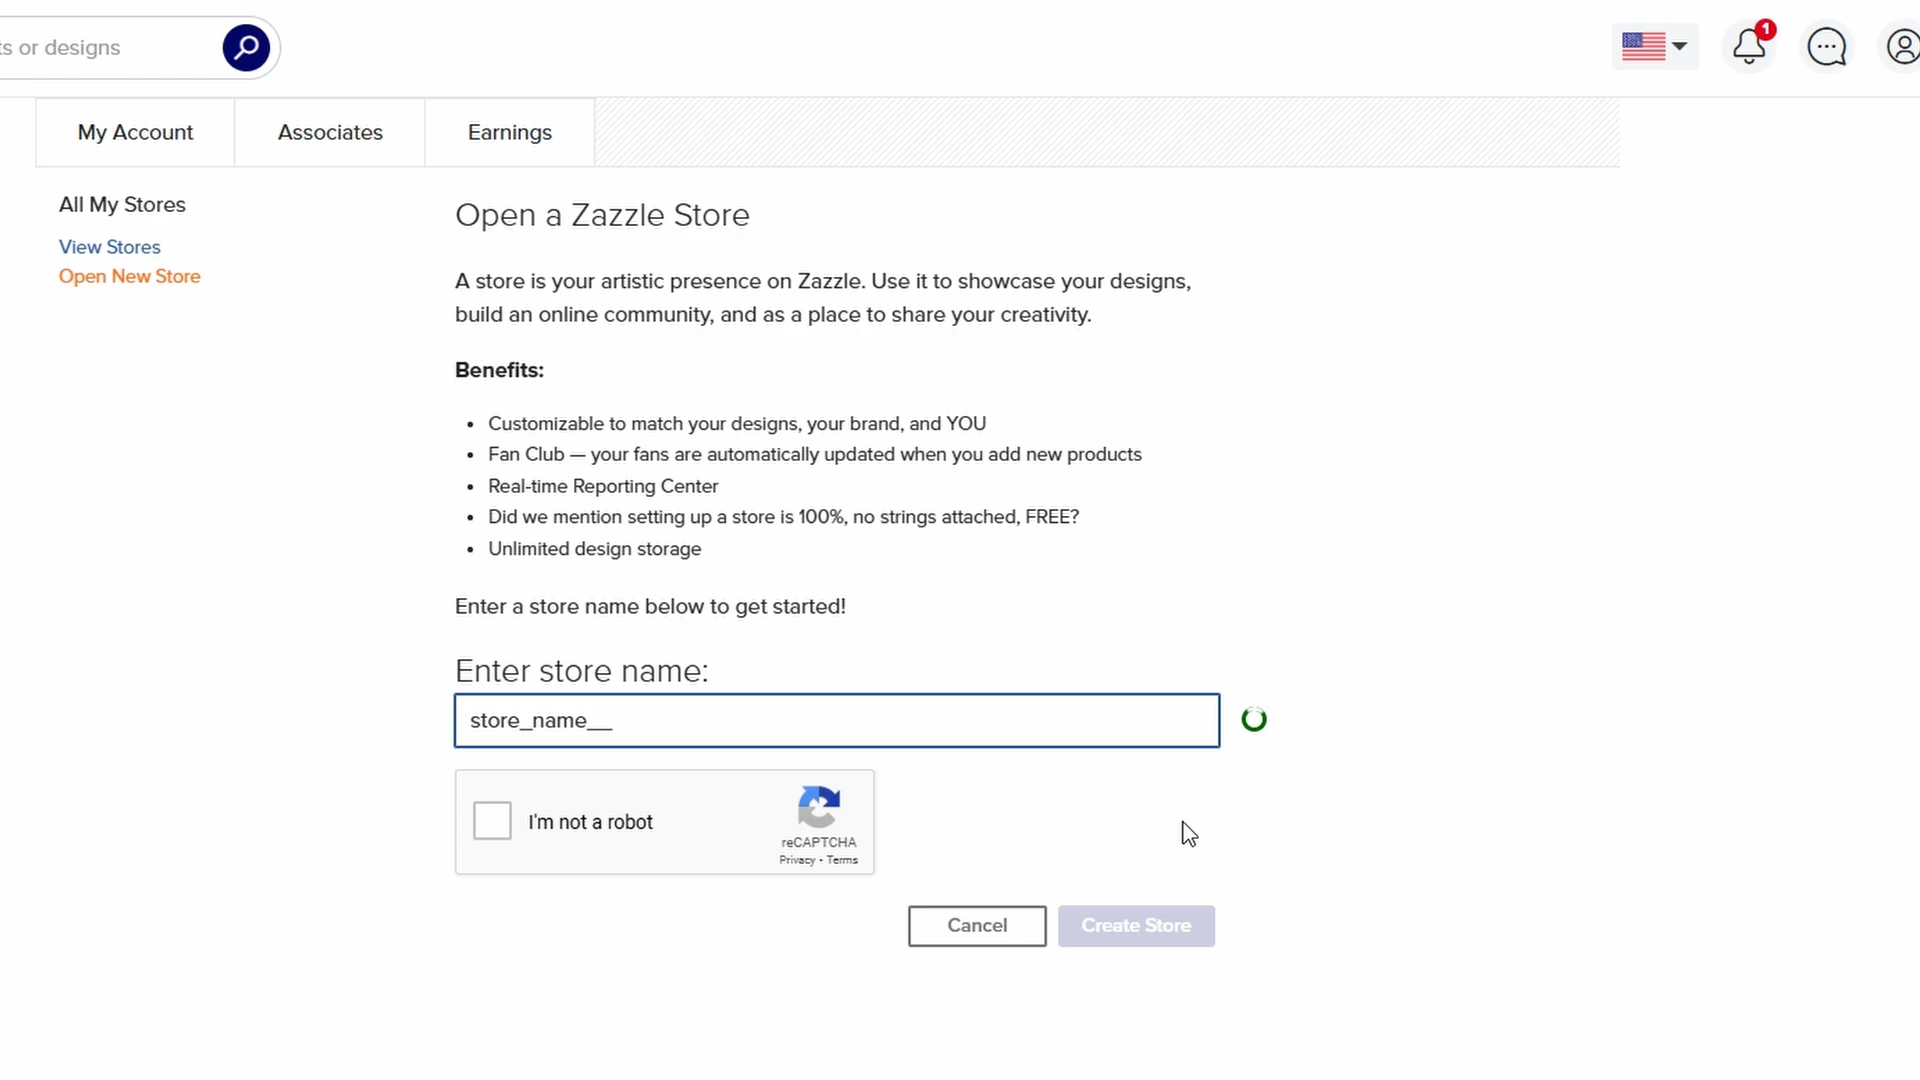 ts or designs
1
My Account
Associates
Earnings
All My Stores
View Stores
Open New Store
Open a Zazzle Store
A store is your artistic presence on Zazzle. Use it to showcase your designs,
build an online community, and as a place to share your creativity.
Benefits:
• Customizable to match your designs, your brand, and YOU
• Fan Club — your fans are automatically updated when you add new products
• Real-time Reporting Center
• Did we mention setting up a store is 100%, no strings attached, FREE?
• Unlimited design storage
Enter a store name below to get started!
Enter store name:
store_name__
I'm not a robot
reCAPTCHA
Privacy - Terms
Cancel
Create Store